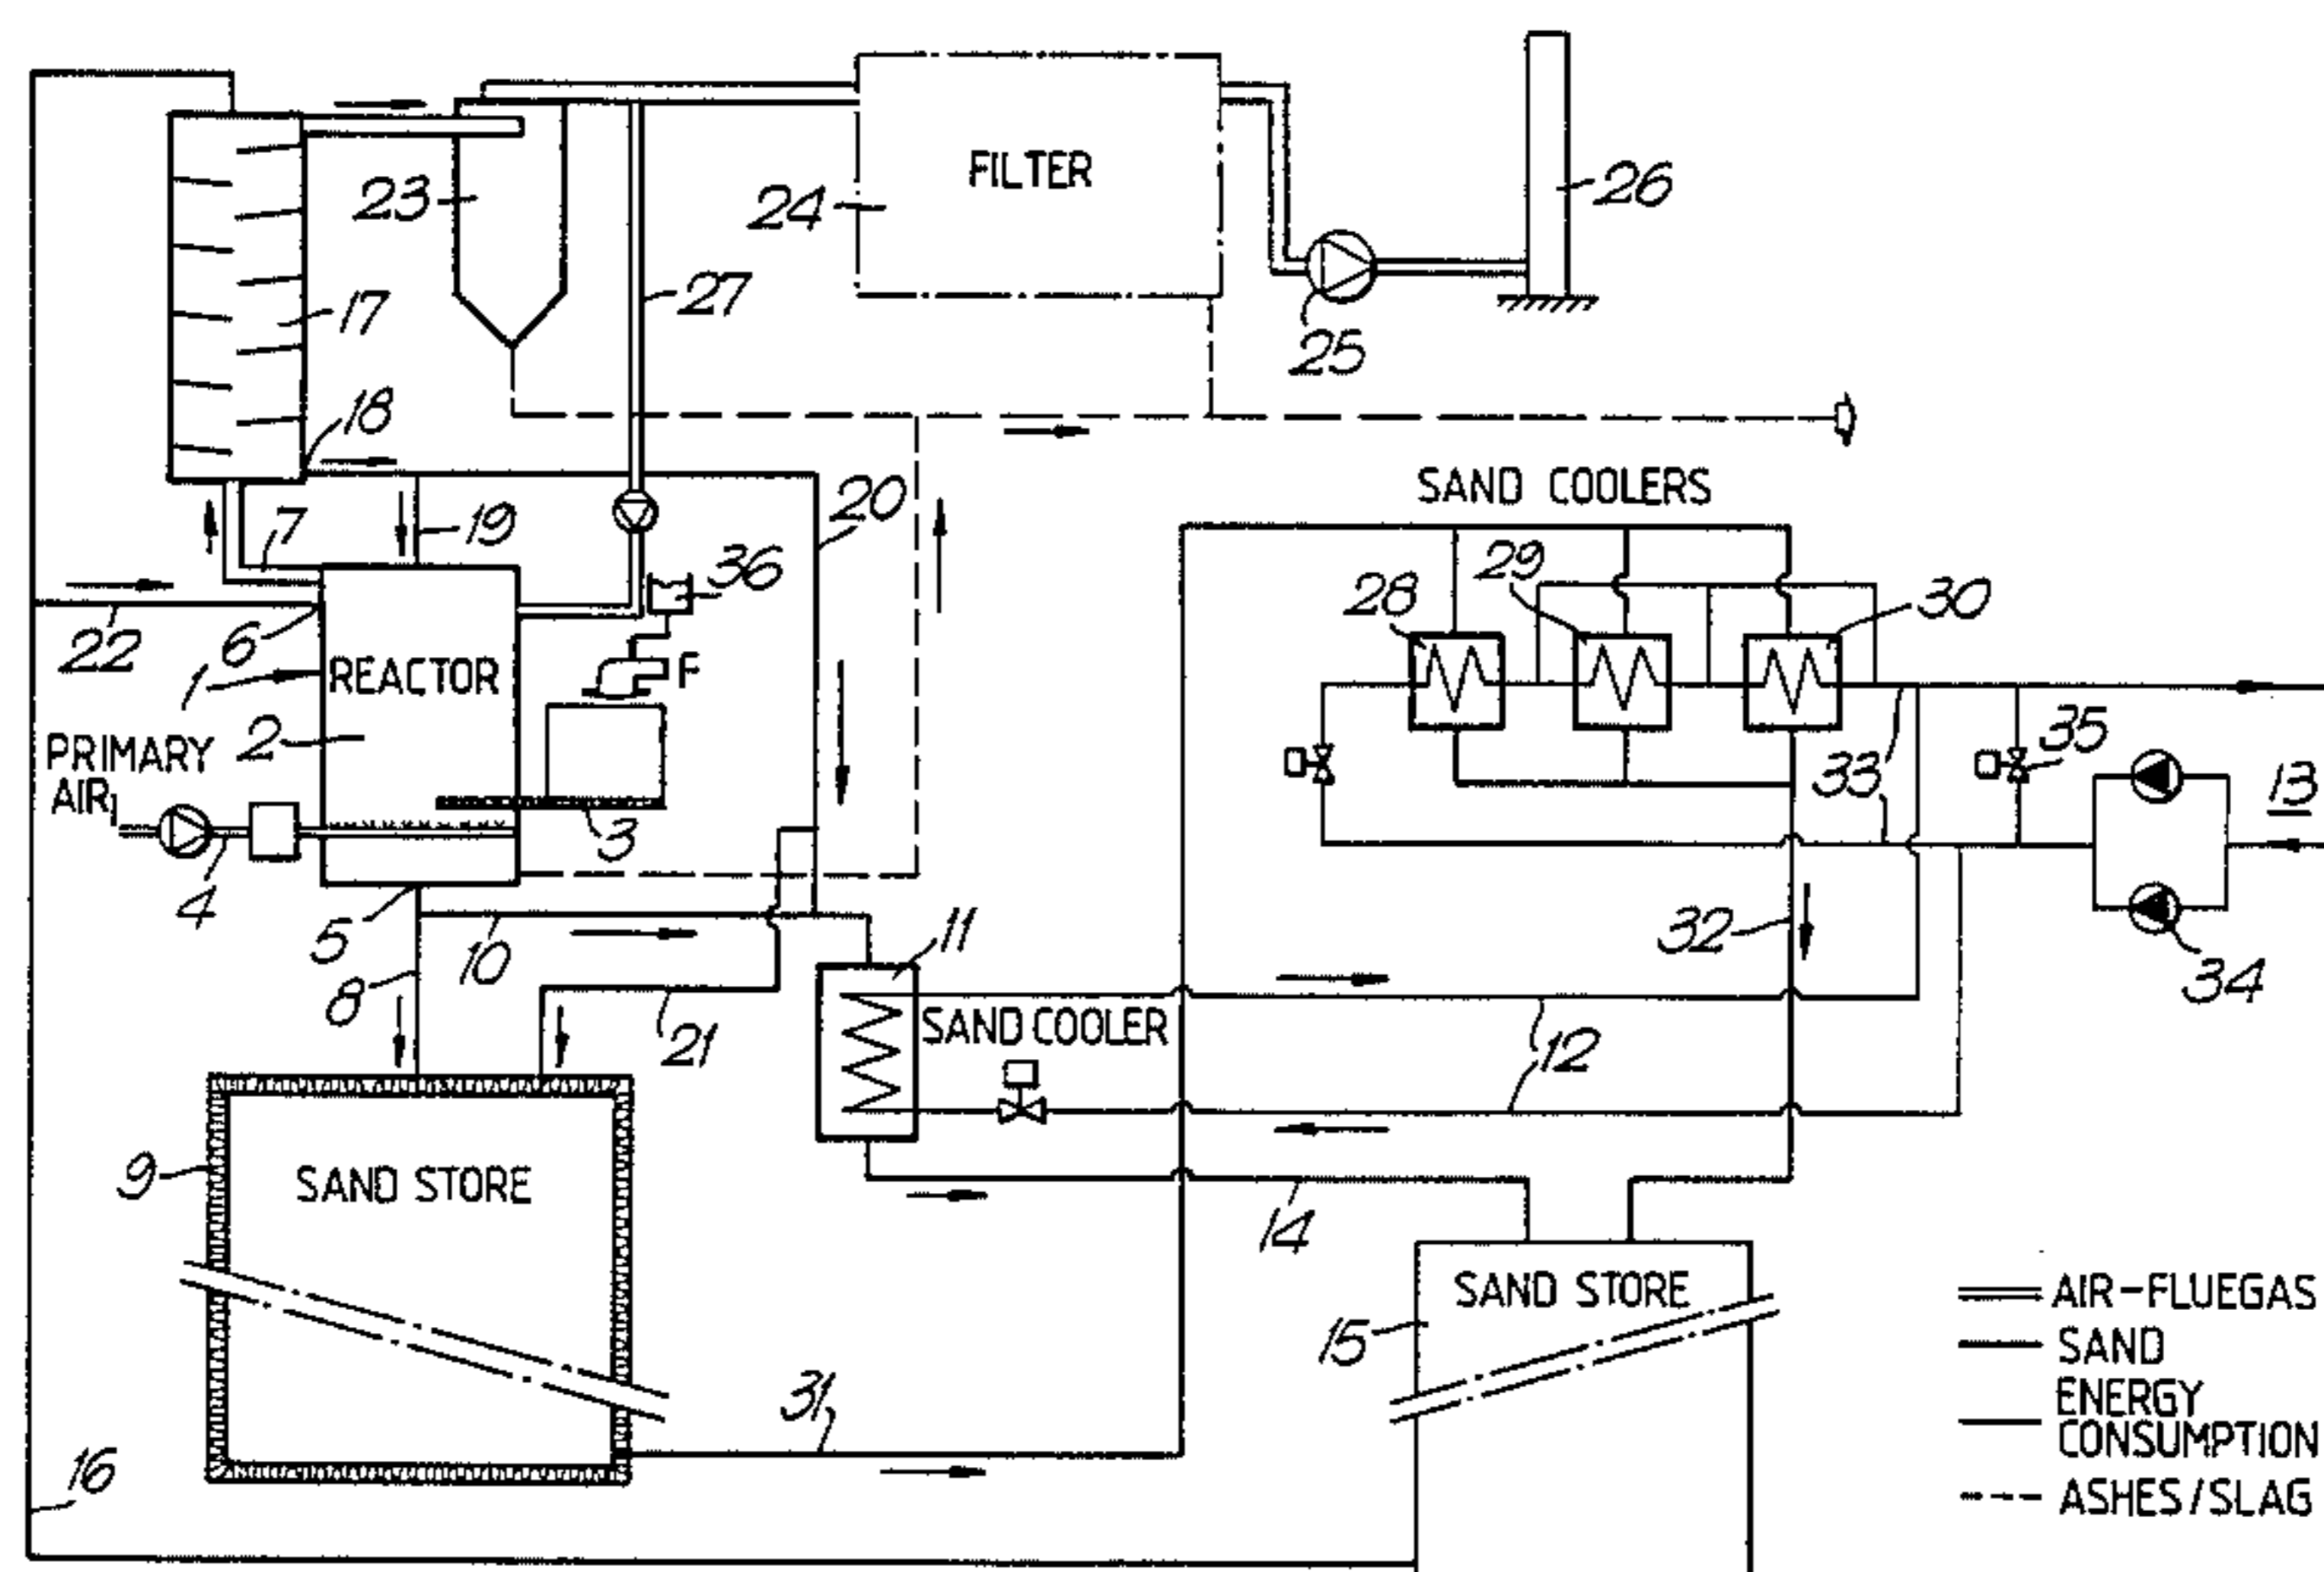 FILTER
26
24
23
27
17
25
18
SAND COOLERS
20
19
7
36
29
28
30
22
6
1
REACTOR
F
2
PRIMARY
AIR
35
33
13
3
4
5
10
11
32
34
8
21
SAND COOLER
12
9
SAND STORE
14
SAND STORE
15
31
16
AIR-FLUEGAS
SAND
ENERGY
CONSUMPTION
ASHES/SLAG